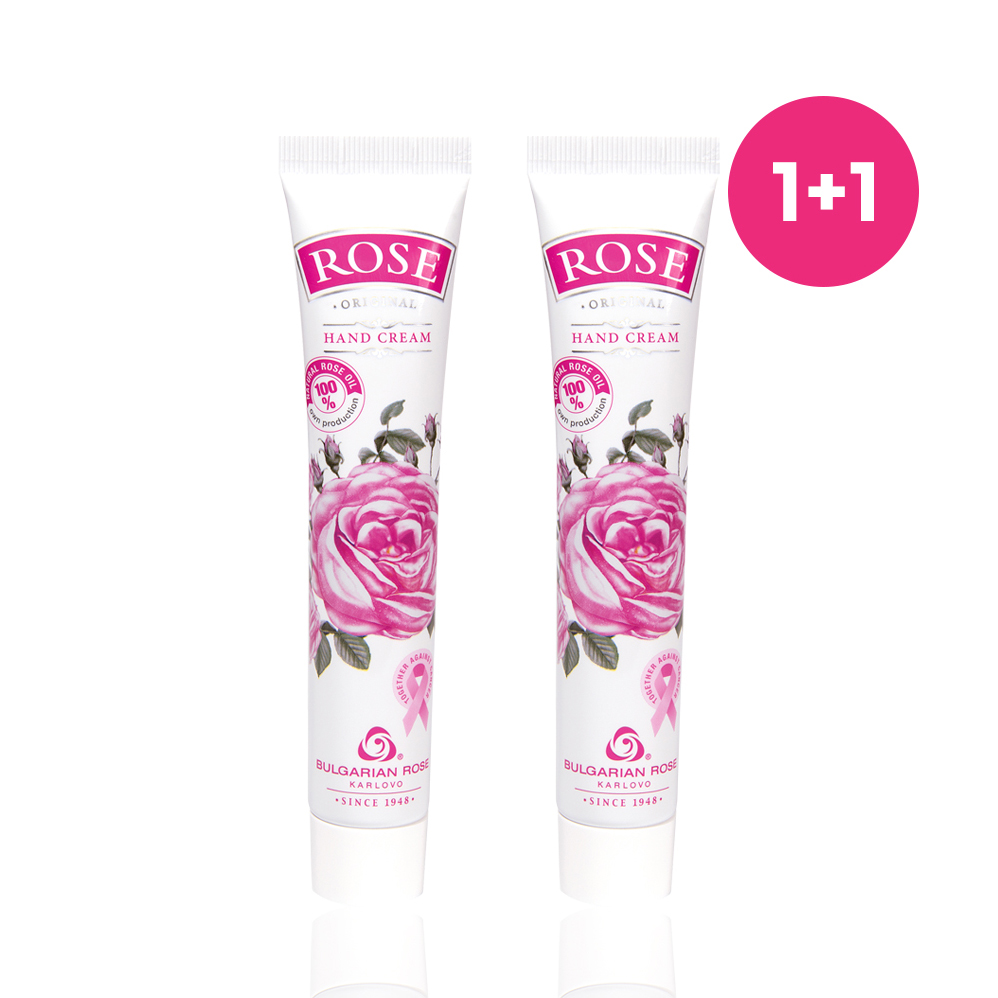 1+1
ROSE
• ORIGINAL
HAND CREAM
NATURAL ROSE OIL
100
%
own production
TOGETHER AGAINST CANCER
®
BULGARIAN ROSE
KARLOVO
• SINCE 1948 •
ROSE
• ORIGINAL
HAND CREAM
NATURAL ROSE OIL
100
%
own production
TOGETHER AGAINST CANCER
®
BULGARIAN ROSE
KARLOVO
• SINCE 1948 •